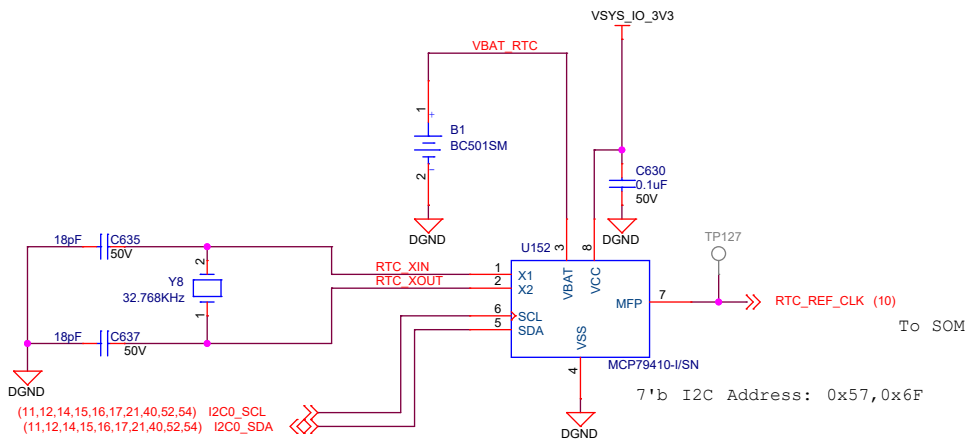 VSYS_IO_3V3
VBAT_RTC
1
+
B1
BC501SM
2
-
DGND
C630
0.1uF
50V
DGND
TP127
18pF
C635
50V
2
Y8
32.768KHz
1
18pF
C637
50V
DGND
RTC_XIN
RTC_XOUT
U152
3
8
1
X1
2
X2
VBAT
VCC
MFP
7
RTC_REF_CLK (10)
To SOM
6
SCL
5
SDA
VSS
4
MCP79410-I/SN
DGND
7'b I2C Address: 0x57,0x6F
(11,12,14,15,16,17,21,40,52,54) I2C0_SCL
(11,12,14,15,16,17,21,40,52,54) I2C0_SDA